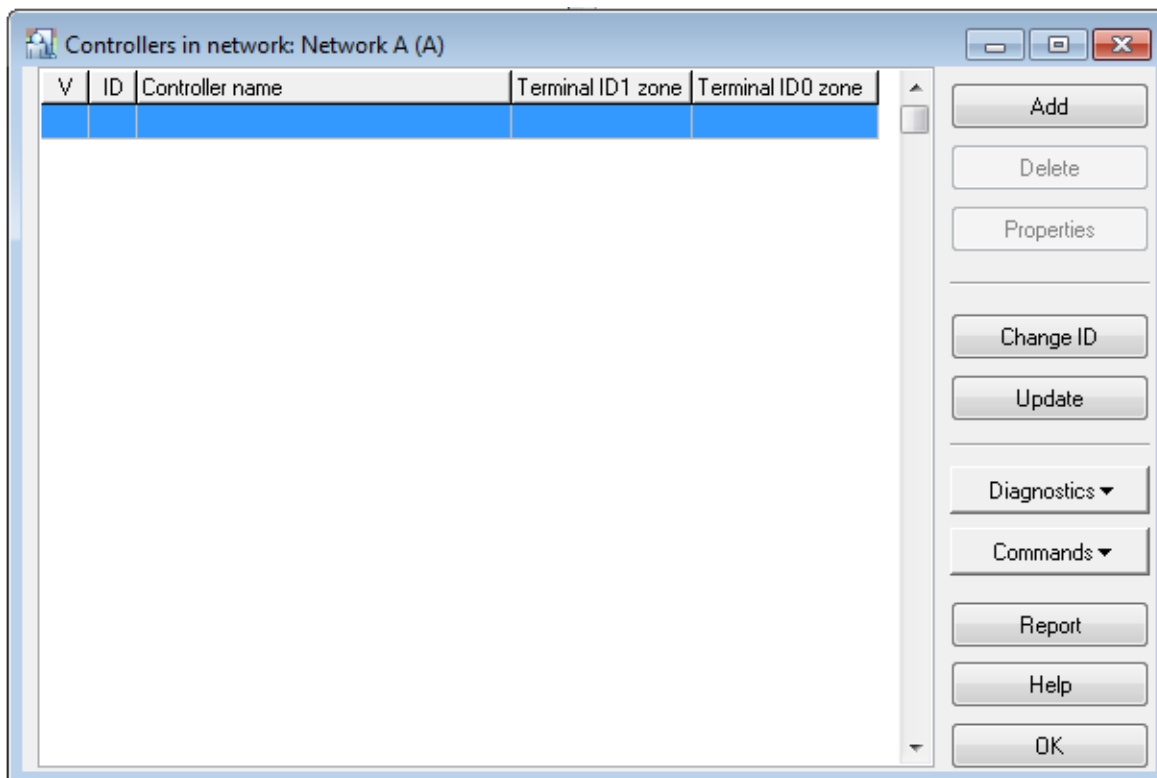 Controllers in network: Network A (A)
V ID Controller name Terminal ID1 zone Terminal ID0 zone
Add
Delete
Properties
Change ID
Update
Diagnostics
Commands
Report
Help
OK